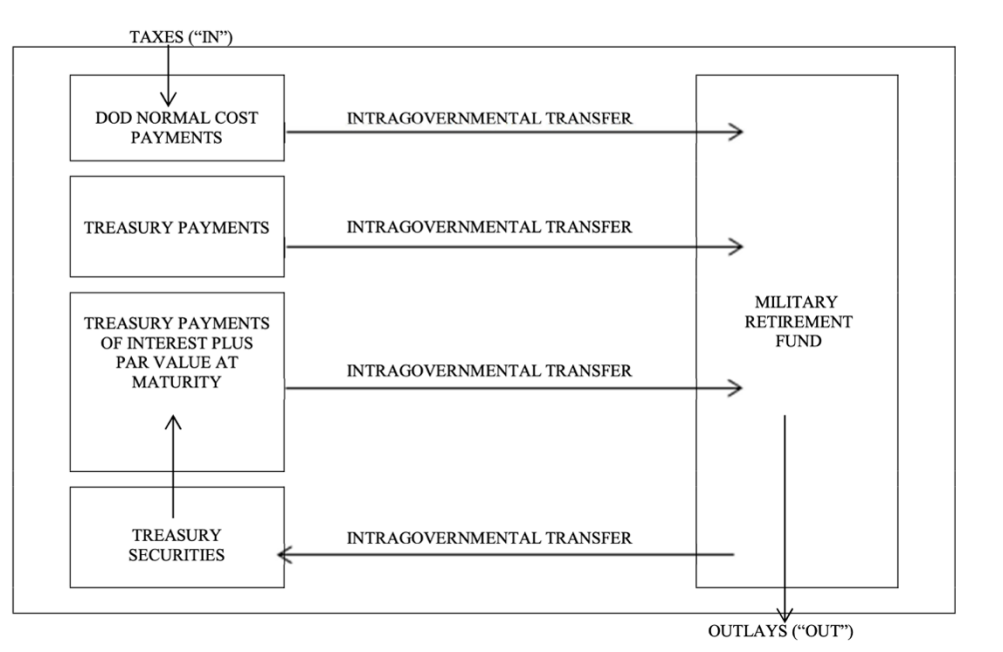 TAXES (“IN”)
DOD NORMAL COST
PAYMENTS
INTRAGOVERNMENTAL TRANSFER
TREASURY PAYMENTS
INTRAGOVERNMENTAL TRANSFER
TREASURY PAYMENTS
OF INTEREST PLUS
PAR VALUE AT
MATURITY
INTRAGOVERNMENTAL TRANSFER
TREASURY
SECURITIES
INTRAGOVERNMENTAL TRANSFER
MILITARY
RETIREMENT
FUND
OUTLAYS (“OUT”)